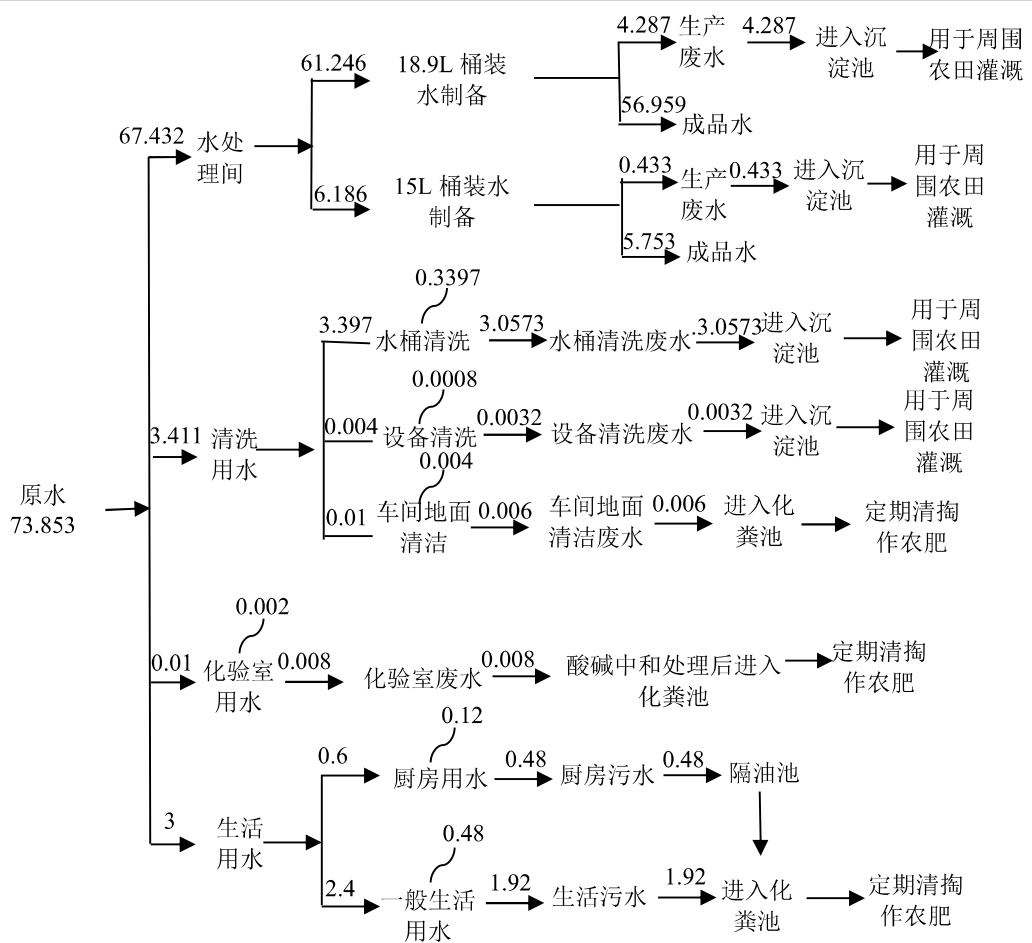 原水
73.853
67.432
水处
理间
61.246
18.9L 桶装
水制备
4.287
生产
废水
4.287
进入沉
淀池
用于周围
农田灌溉
56.959
成品水
6.186
15L 桶装水
制备
0.433
生产
废水
0.433
进入沉
淀池
用于周
围农田
灌溉
5.753
成品水
3.411
清洗
用水
3.397
0.3397
水桶清洗
3.0573
水桶清洗废水
3.0573
进入沉
淀池
用于周
围农田
灌溉
0.004
0.0008
设备清洗
0.0032
设备清洗废水
0.0032
进入沉
淀池
用于周
围农田
灌溉
0.01
0.004
车间地面
清洁
0.006
车间地面
清洁废水
0.006
进入化
粪池
定期清掏
作农肥
0.01
0.002
化验室
用水
0.008
化验室废水
0.008
酸碱中和处理后进入
化粪池
定期清掏
作农肥
3
生活
用水
0.6
0.12
厨房用水
0.48
厨房污水
0.48
隔油池
2.4
0.48
一般生活
用水
1.92
生活污水
1.92
进入化
粪池
定期清掏
作农肥